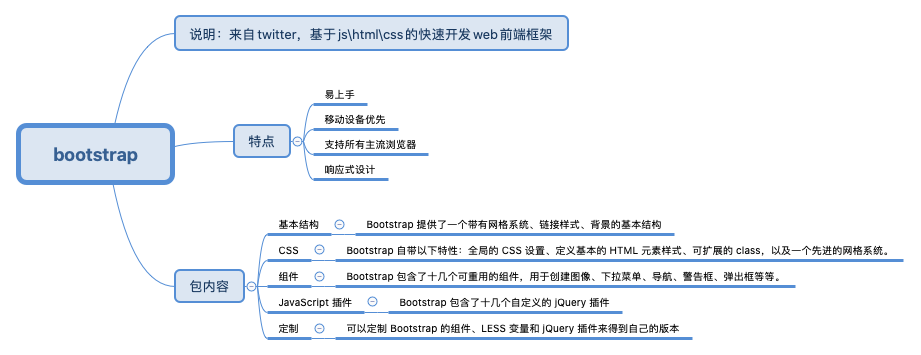 说明：来自twitter，基于js\html\css的快速开发web前端框架
bootstrap
特点
易上手
移动设备优先
支持所有主流浏览器
响应式设计
包内容
基本结构
Bootstrap 提供了一个带有网格系统、链接样式、背景的基本结构
CSS
Bootstrap 自带以下特性：全局的 CSS 设置、定义基本的 HTML 元素样式、可扩展的 class，以及一个先进的网格系统。
组件
Bootstrap 包含了十几个可重用的组件，用于创建图像、下拉菜单、导航、警告框、弹出框等等。
JavaScript 插件
Bootstrap 包含了十几个自定义的 jQuery 插件
定制
可以定制 Bootstrap 的组件、LESS 变量和 jQuery 插件来得到自己的版本